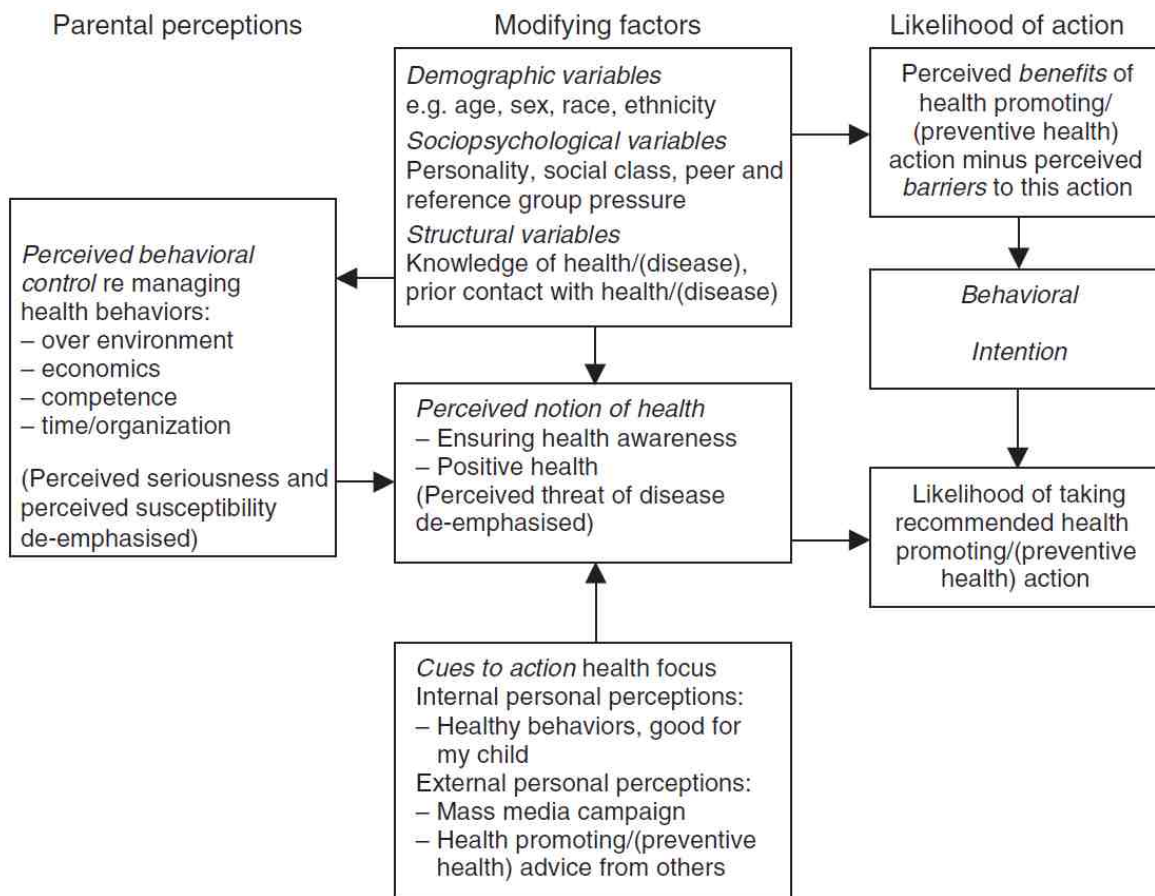 Parental perceptions
Modifying factors
Likelihood of action
Demographic variables
e.g. age, sex, race, ethnicity
Sociopsychological variables
Personality, social class, peer and
reference group pressure
Structural variables
Knowledge of health/(disease),
prior contact with health/(disease)
Perceived benefits of
health promoting/
(preventive health)
action minus perceived
barriers to this action
Perceived behavioral
control re managing
health behaviors:
– over environment
– economics
– competence
– time/organization
(Perceived seriousness and
perceived susceptibility
de-emphasised)
Behavioral
Intention
Perceived notion of health
– Ensuring health awareness
– Positive health
(Perceived threat of disease
de-emphasised)
Likelihood of taking
recommended health
promoting/(preventive
health) action
Cues to action health focus
Internal personal perceptions:
– Healthy behaviors, good for
my child
External personal perceptions:
– Mass media campaign
– Health promoting/(preventive
health) advice from others